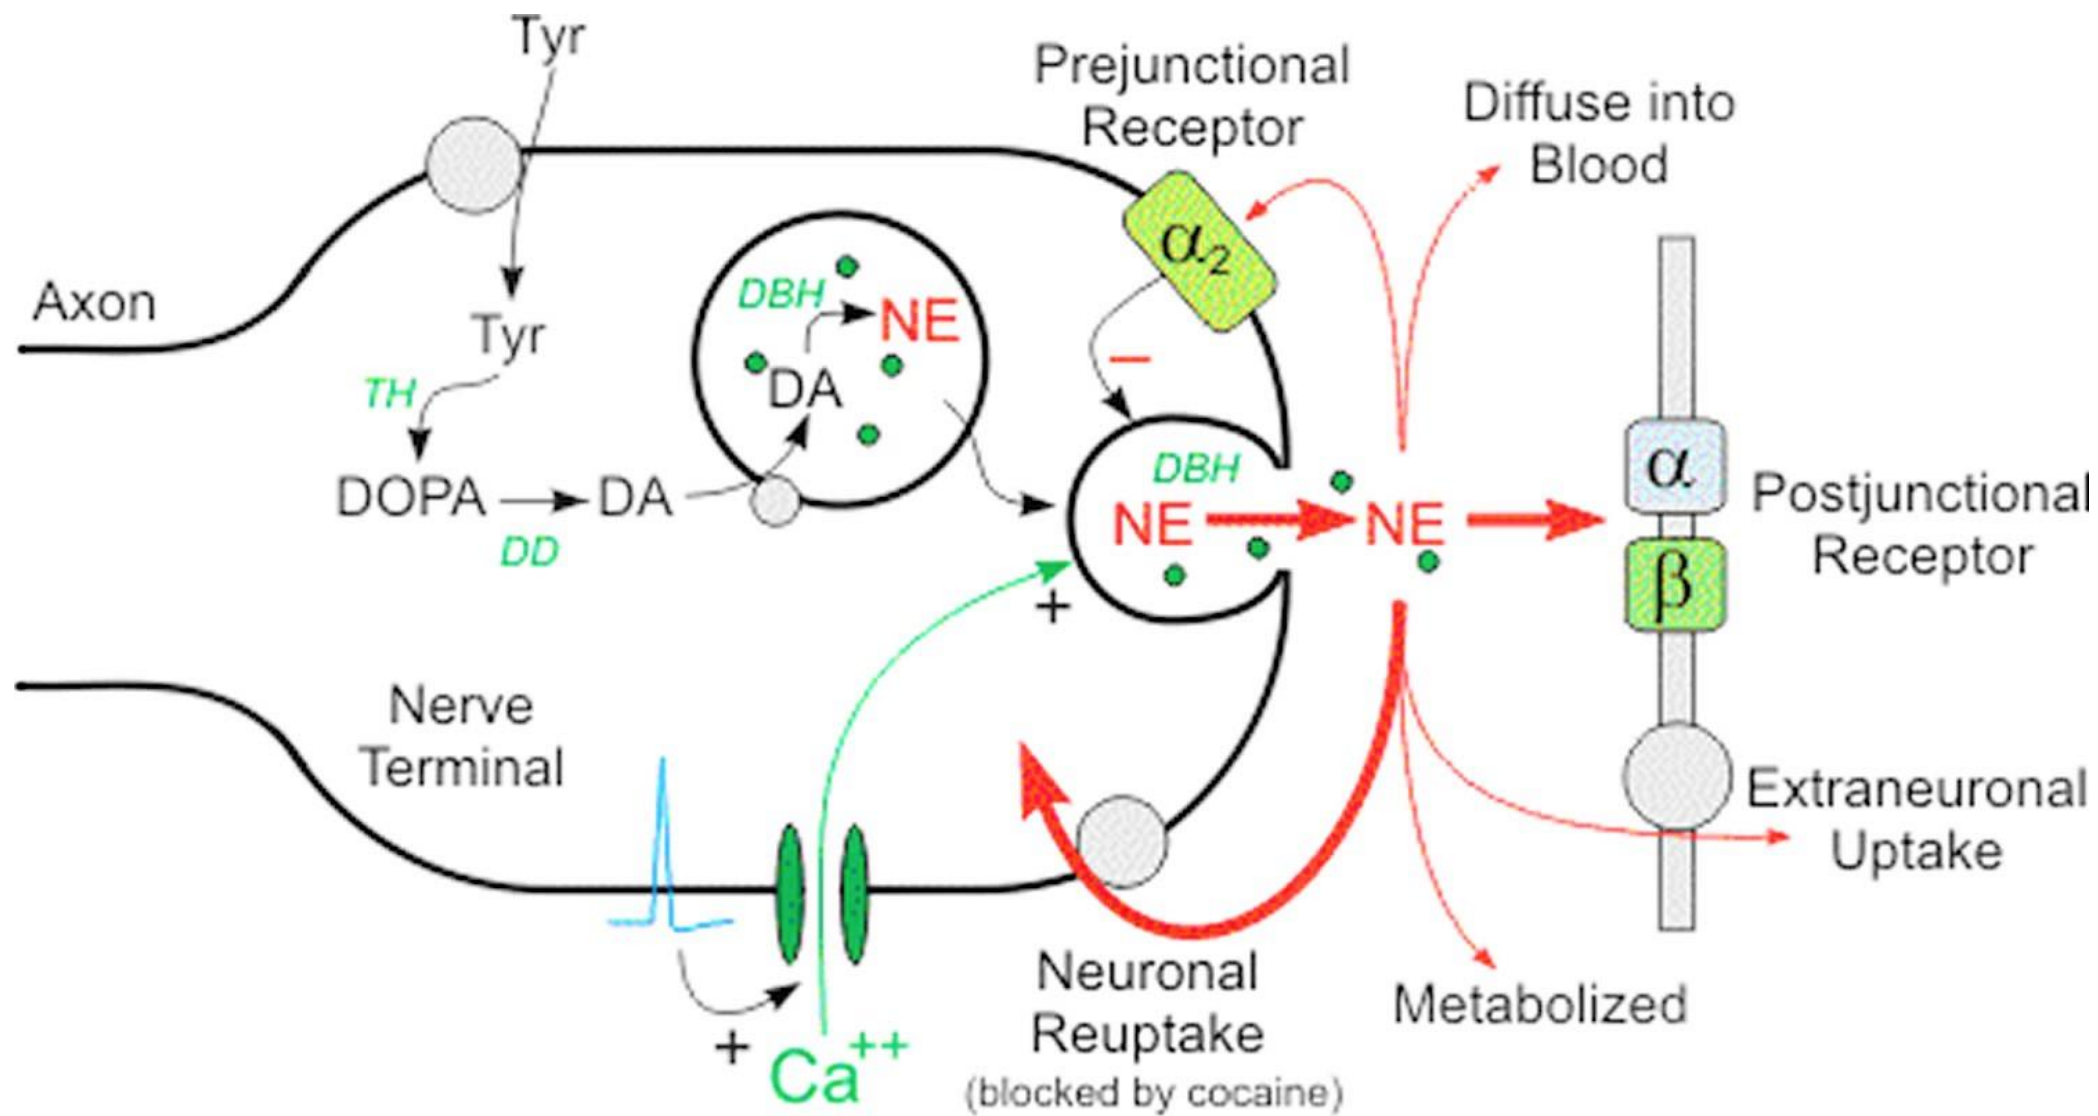 Tyr
Prejunctional
Receptor
Diffuse into
Blood
α₂
Axon
DBH
NE
Tyr
TH
DA
DBH
α
DOPA
DA
NE
NE
Postjunctional
Receptor
DD
β
+
Nerve
Terminal
Extraneuronal
Uptake
Neuronal
Reuptake
(blocked by cocaine)
Metabolized
+
Ca⁺⁺